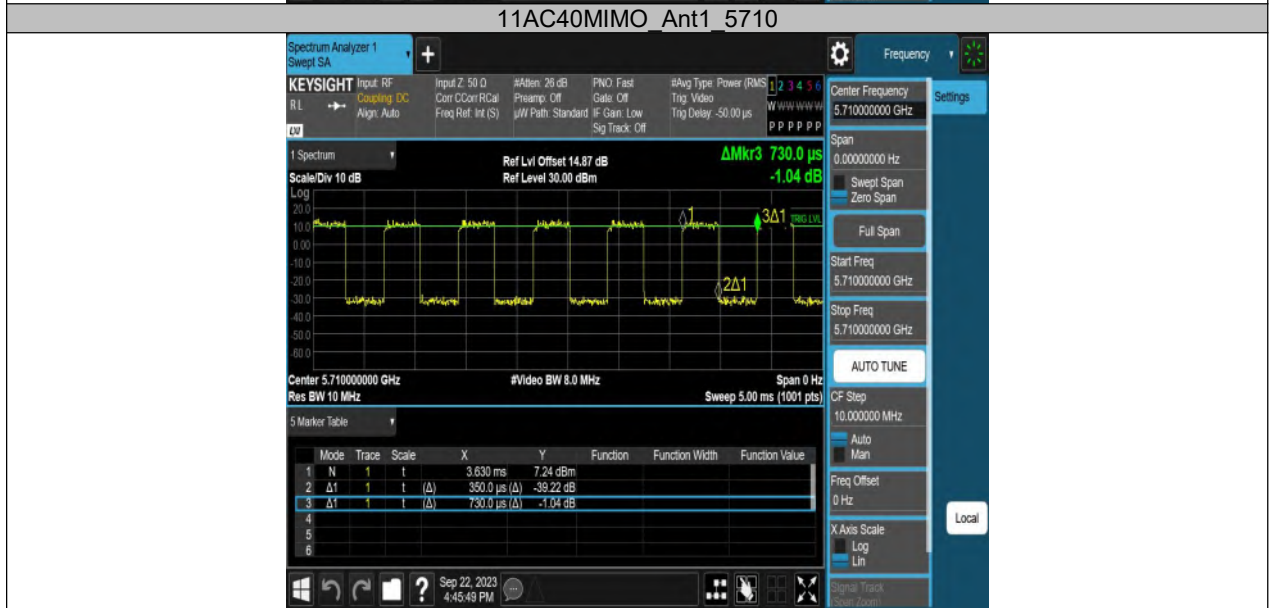 11AC40MIMO_Ant1_5710
Spectrum Analyzer 1
Swept SA
+
Frequency
KEYSIGHT Input: RF Input Z: 50 Ω #Atten: 26 dB PNO: Fast #Avg Type: Power (RMS 1 2 3 4 5 6
RL Coupling: DC Corr CCorr RCal Preamp: Off Gate: Off Trig: Video W W W W W W
Align: Auto Freq Ref: Int (S) µW Path: Standard IF Gain: Low Trig Delay: -50.00 µs
Sig Track: Off P P P P P P
LXI
Center Frequency
5.710000000 GHz
Settings
Span
0.00000000 Hz
Swept Span
Zero Span
Full Span
Start Freq
5.710000000 GHz
Stop Freq
5.710000000 GHz
AUTO TUNE
CF Step
10.000000 MHz
Auto
Man
Freq Offset
0 Hz
X Axis Scale
Log
Lin
Signal Track
(Span Zoom)
Local
1 Spectrum
Ref Lvl Offset 14.87 dB
ΔMkr3 730.0 µs
Scale/Div 10 dB
Ref Level 30.00 dBm
-1.04 dB
Log
20.0
10.0
0.00
-10.0
-20.0
-30.0
-40.0
-50.0
-60.0
1
3Δ1
TRIG LVL
2Δ1
Center 5.710000000 GHz #Video BW 8.0 MHz Span 0 Hz
Res BW 10 MHz Sweep 5.00 ms (1001 pts)
5 Marker Table
Mode Trace Scale X Y Function Function Width Function Value
1 N 1 t 3.630 ms 7.24 dBm
2 Δ1 1 t (Δ) 350.0 µs (Δ) -39.22 dB
3 Δ1 1 t (Δ) 730.0 µs (Δ) -1.04 dB
4
5
6
?
Sep 22, 2023
4:45:49 PM